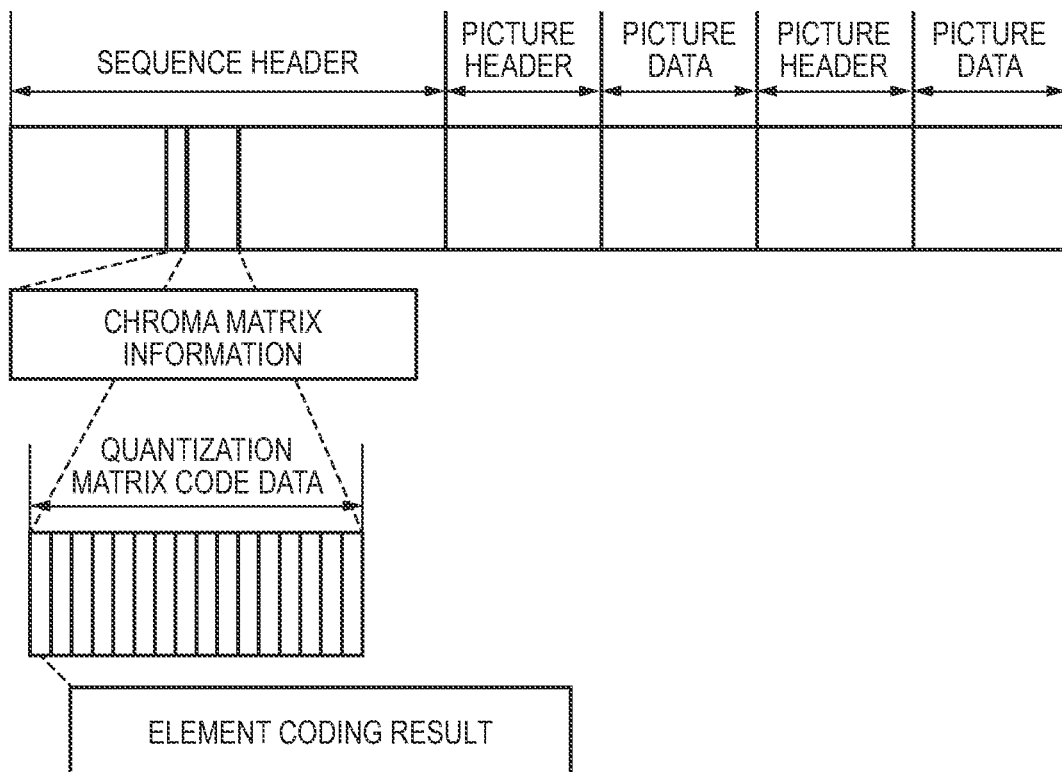 SEQUENCE HEADER
PICTURE
HEADER
PICTURE
DATA
PICTURE
HEADER
PICTURE
DATA
CHROMA MATRIX
INFORMATION
QUANTIZATION
MATRIX CODE DATA
ELEMENT CODING RESULT